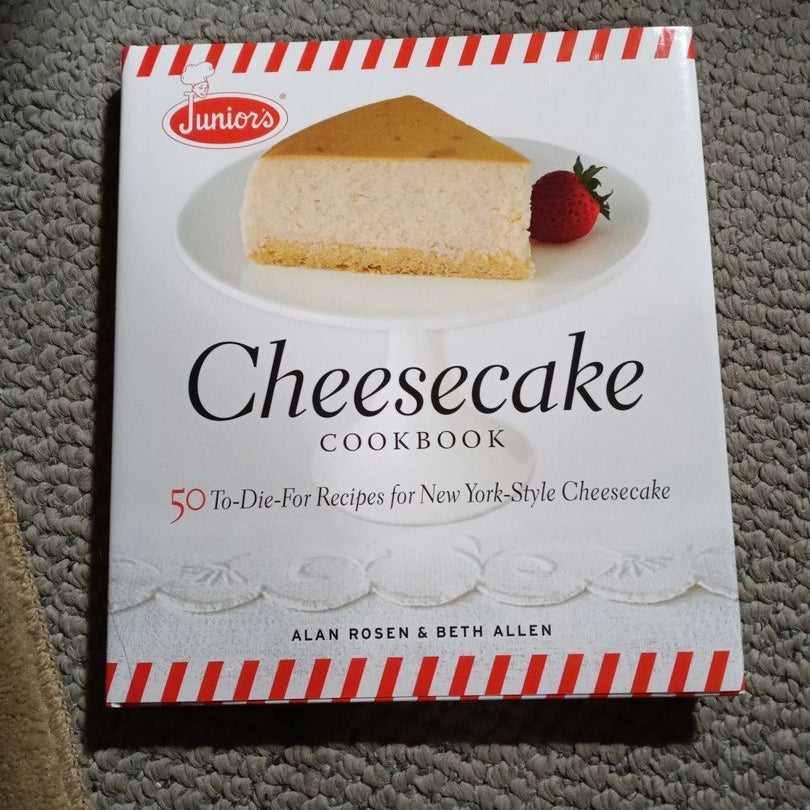 Junior's®
Cheesecake
COOKBOOK
50 To-Die-For Recipes for New York-Style Cheesecake
ALAN ROSEN & BETH ALLEN